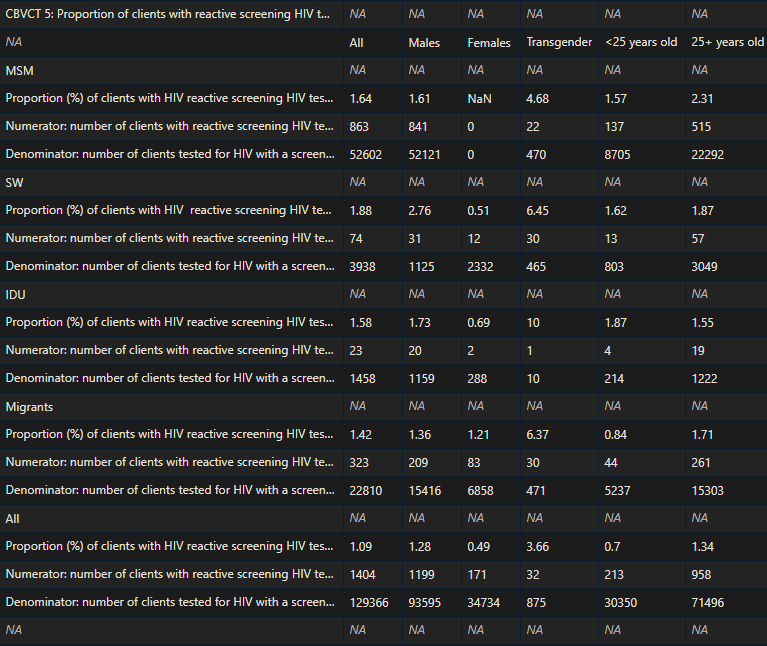 CBVCT 5: Proportion of clients with reactive screening HIV t... NA NA NA NA NA NA
NA All Males Females Transgender <25 years old 25+ years old
MSM NA NA NA NA NA NA
Proportion (%) of clients with HIV reactive screening HIV tes... 1.64 1.61 NaN 4.68 1.57 2.31
Numerator: number of clients with reactive screening HIV te... 863 841 0 22 137 515
Denominator: number of clients tested for HIV with a screen... 52602 52121 0 470 8705 22292
SW NA NA NA NA NA NA
Proportion (%) of clients with HIV  reactive screening HIV te... 1.88 2.76 0.51 6.45 1.62 1.87
Numerator: number of clients with reactive screening HIV te... 74 31 12 30 13 57
Denominator: number of clients tested for HIV with a screen... 3938 1125 2332 465 803 3049
IDU NA NA NA NA NA NA
Proportion (%) of clients with HIV reactive screening HIV tes... 1.58 1.73 0.69 10 1.87 1.55
Numerator: number of clients with reactive screening HIV te... 23 20 2 1 4 19
Denominator: number of clients tested for HIV with a screen... 1458 1159 288 10 214 1222
Migrants NA NA NA NA NA NA
Proportion (%) of clients with HIV reactive screening HIV tes... 1.42 1.36 1.21 6.37 0.84 1.71
Numerator: number of clients with reactive screening HIV te... 323 209 83 30 44 261
Denominator: number of clients tested for HIV with a screen... 22810 15416 6858 471 5237 15303
All NA NA NA NA NA NA
Proportion (%) of clients with HIV reactive screening HIV tes... 1.09 1.28 0.49 3.66 0.7 1.34
Numerator: number of clients with reactive screening HIV te... 1404 1199 171 32 213 958
Denominator: number of clients tested for HIV with a screen... 129366 93595 34734 875 30350 71496
NA NA NA NA NA NA NA